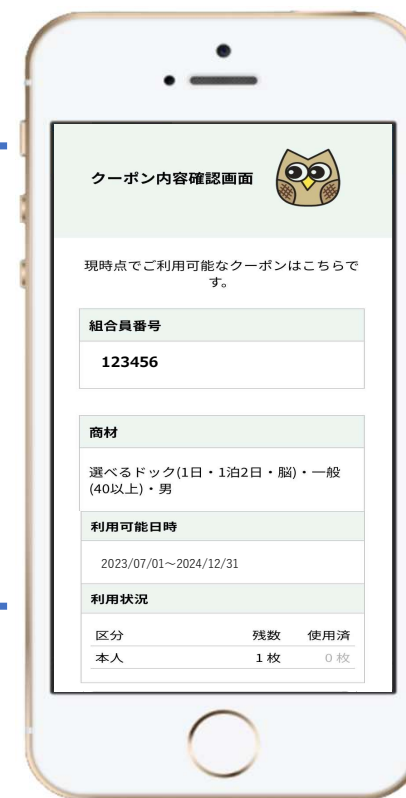 クーポン内容確認画面
現時点でご利用可能なクーポンはこちらで
す。
組合員番号
123456
商材
選べるドック(1日・1泊2日・脳)・一般
(40以上)・男
利用可能日時
2023/07/01～2024/12/31
利用状況
区分 残数 使用済
本人 1 枚 0 枚